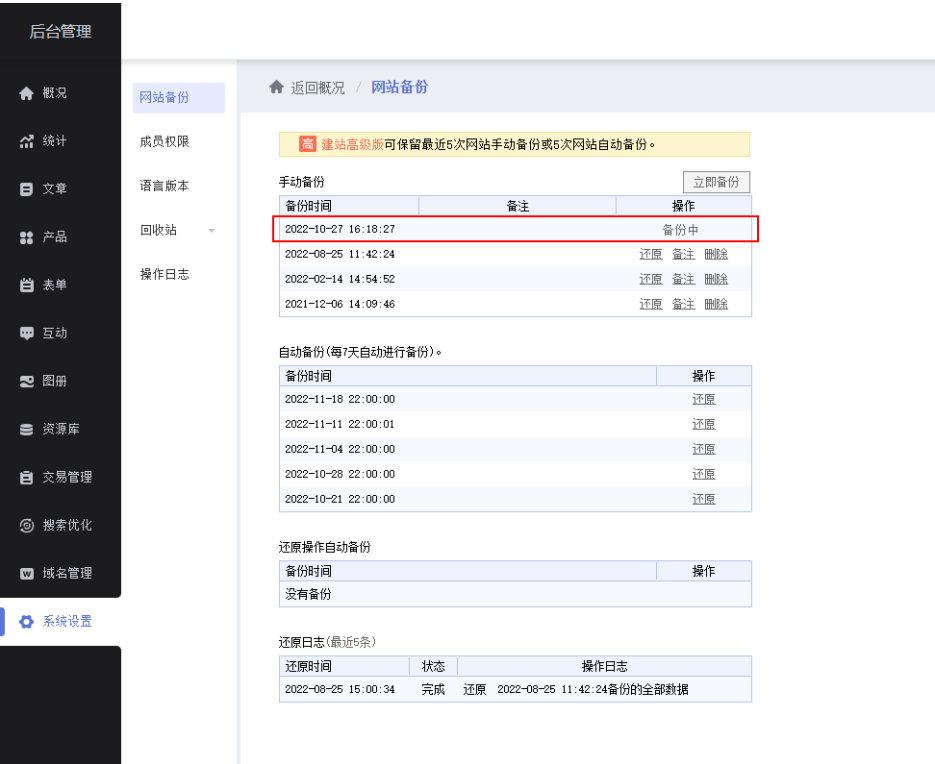 后台管理
概况
统计
文章
产品
表单
互动
图册
资源库
交易管理
搜索优化
域名管理
系统设置
网站备份
成员权限
语言版本
回收站
操作日志
返回概况 / 网站备份
高 建站高级版可保留最近5次网站手动备份或5次网站自动备份。
手动备份 立即备份
备份时间 备注 操作
2022-10-27 16:18:27 备份中
2022-08-25 11:42:24 还原 备注 删除
2022-02-14 14:54:52 还原 备注 删除
2021-12-06 14:09:46 还原 备注 删除
自动备份(每7天自动进行备份)。
备份时间 操作
2022-11-18 22:00:00 还原
2022-11-11 22:00:01 还原
2022-11-04 22:00:00 还原
2022-10-28 22:00:00 还原
2022-10-21 22:00:00 还原
还原操作自动备份
备份时间 操作
没有备份
还原日志(最近5条)
还原时间 状态 操作日志
2022-08-25 15:00:34 完成 还原 2022-08-25 11:42:24备份的全部数据